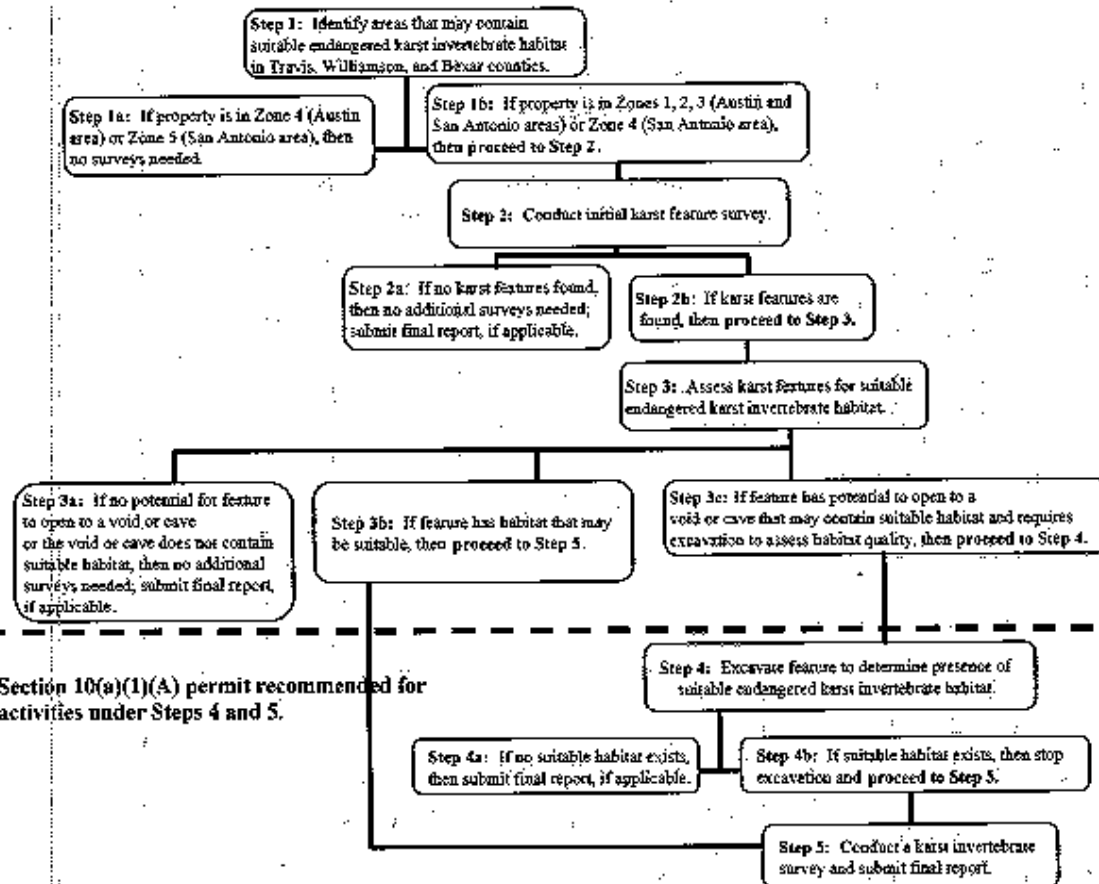 Step 1: Identify areas that may contain
suitable endangered karst invertebrate habitat
in Travis, Williamson, and Bexar counties.
Step 1a: If property is in Zone 4 (Austin
area) or Zone 5 (San Antonio area), then
no surveys needed.
Step 1b: If property is in Zones 1, 2, 3 (Austin and
San Antonio areas) or Zone 4 (San Antonio area),
then proceed to Step 2.
Step 2: Conduct initial karst feature survey.
Step 2a: If no karst features found,
then no additional surveys needed;
submit final report, if applicable.
Step 2b: If karst features are
found, then proceed to Step 3.
Step 3: Assess karst features for suitable
endangered karst invertebrate habitat.
Step 3a: If no potential for feature
to open to a void or cave
or the void or cave does not contain
suitable habitat, then no additional
surveys needed; submit final report,
if applicable.
Step 3b: If feature has habitat that may
be suitable, then proceed to Step 5.
Step 3c: If feature has potential to open to a
void or cave that may contain suitable habitat and requires
excavation to assess habitat quality, then proceed to Step 4.
Section 10(a)(1)(A) permit recommended for
activities under Steps 4 and 5.
Step 4: Excavate feature to determine presence of
suitable endangered karst invertebrate habitat.
Step 4a: If no suitable habitat exists,
then submit final report, if applicable.
Step 4b: If suitable habitat exists, then stop
excavation and proceed to Step 5.
Step 5: Conduct a karst invertebrate
survey and submit final report.